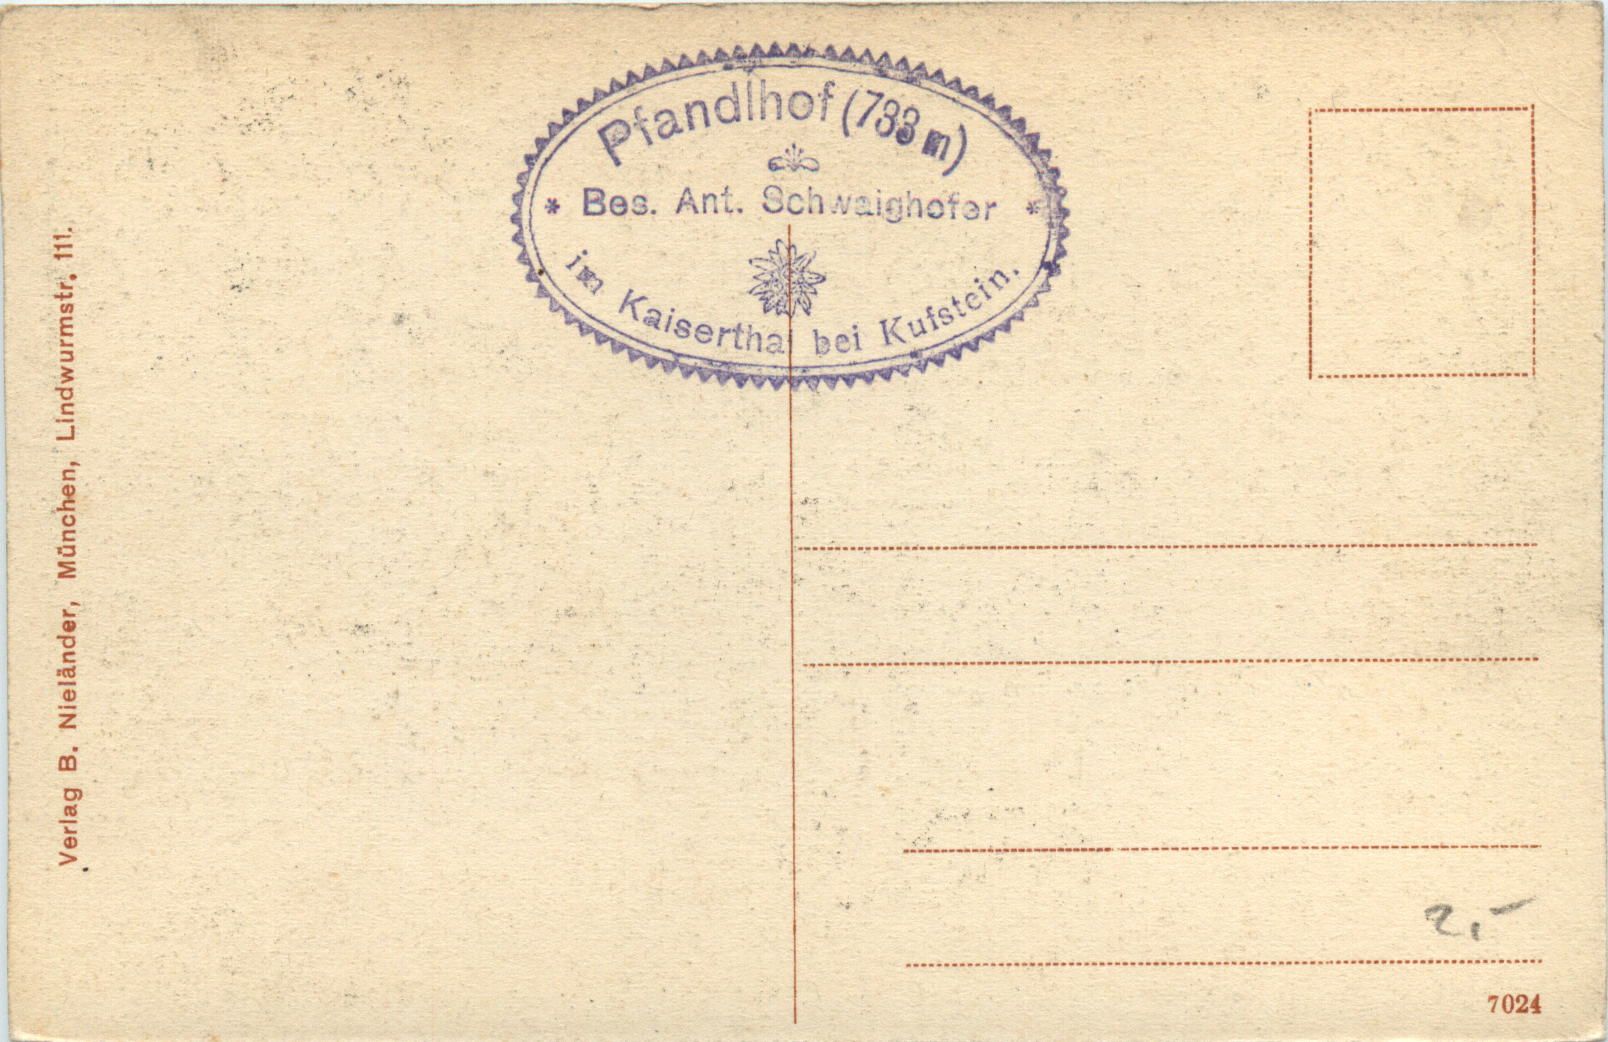 Pfandlhof (733 m)
* Bes. Ant. Schwaighofer *
im Kaiserthal bei Kufstein.
Verlag B. Nieländer, München, Lindwurmstr. 111.
2,-
7024